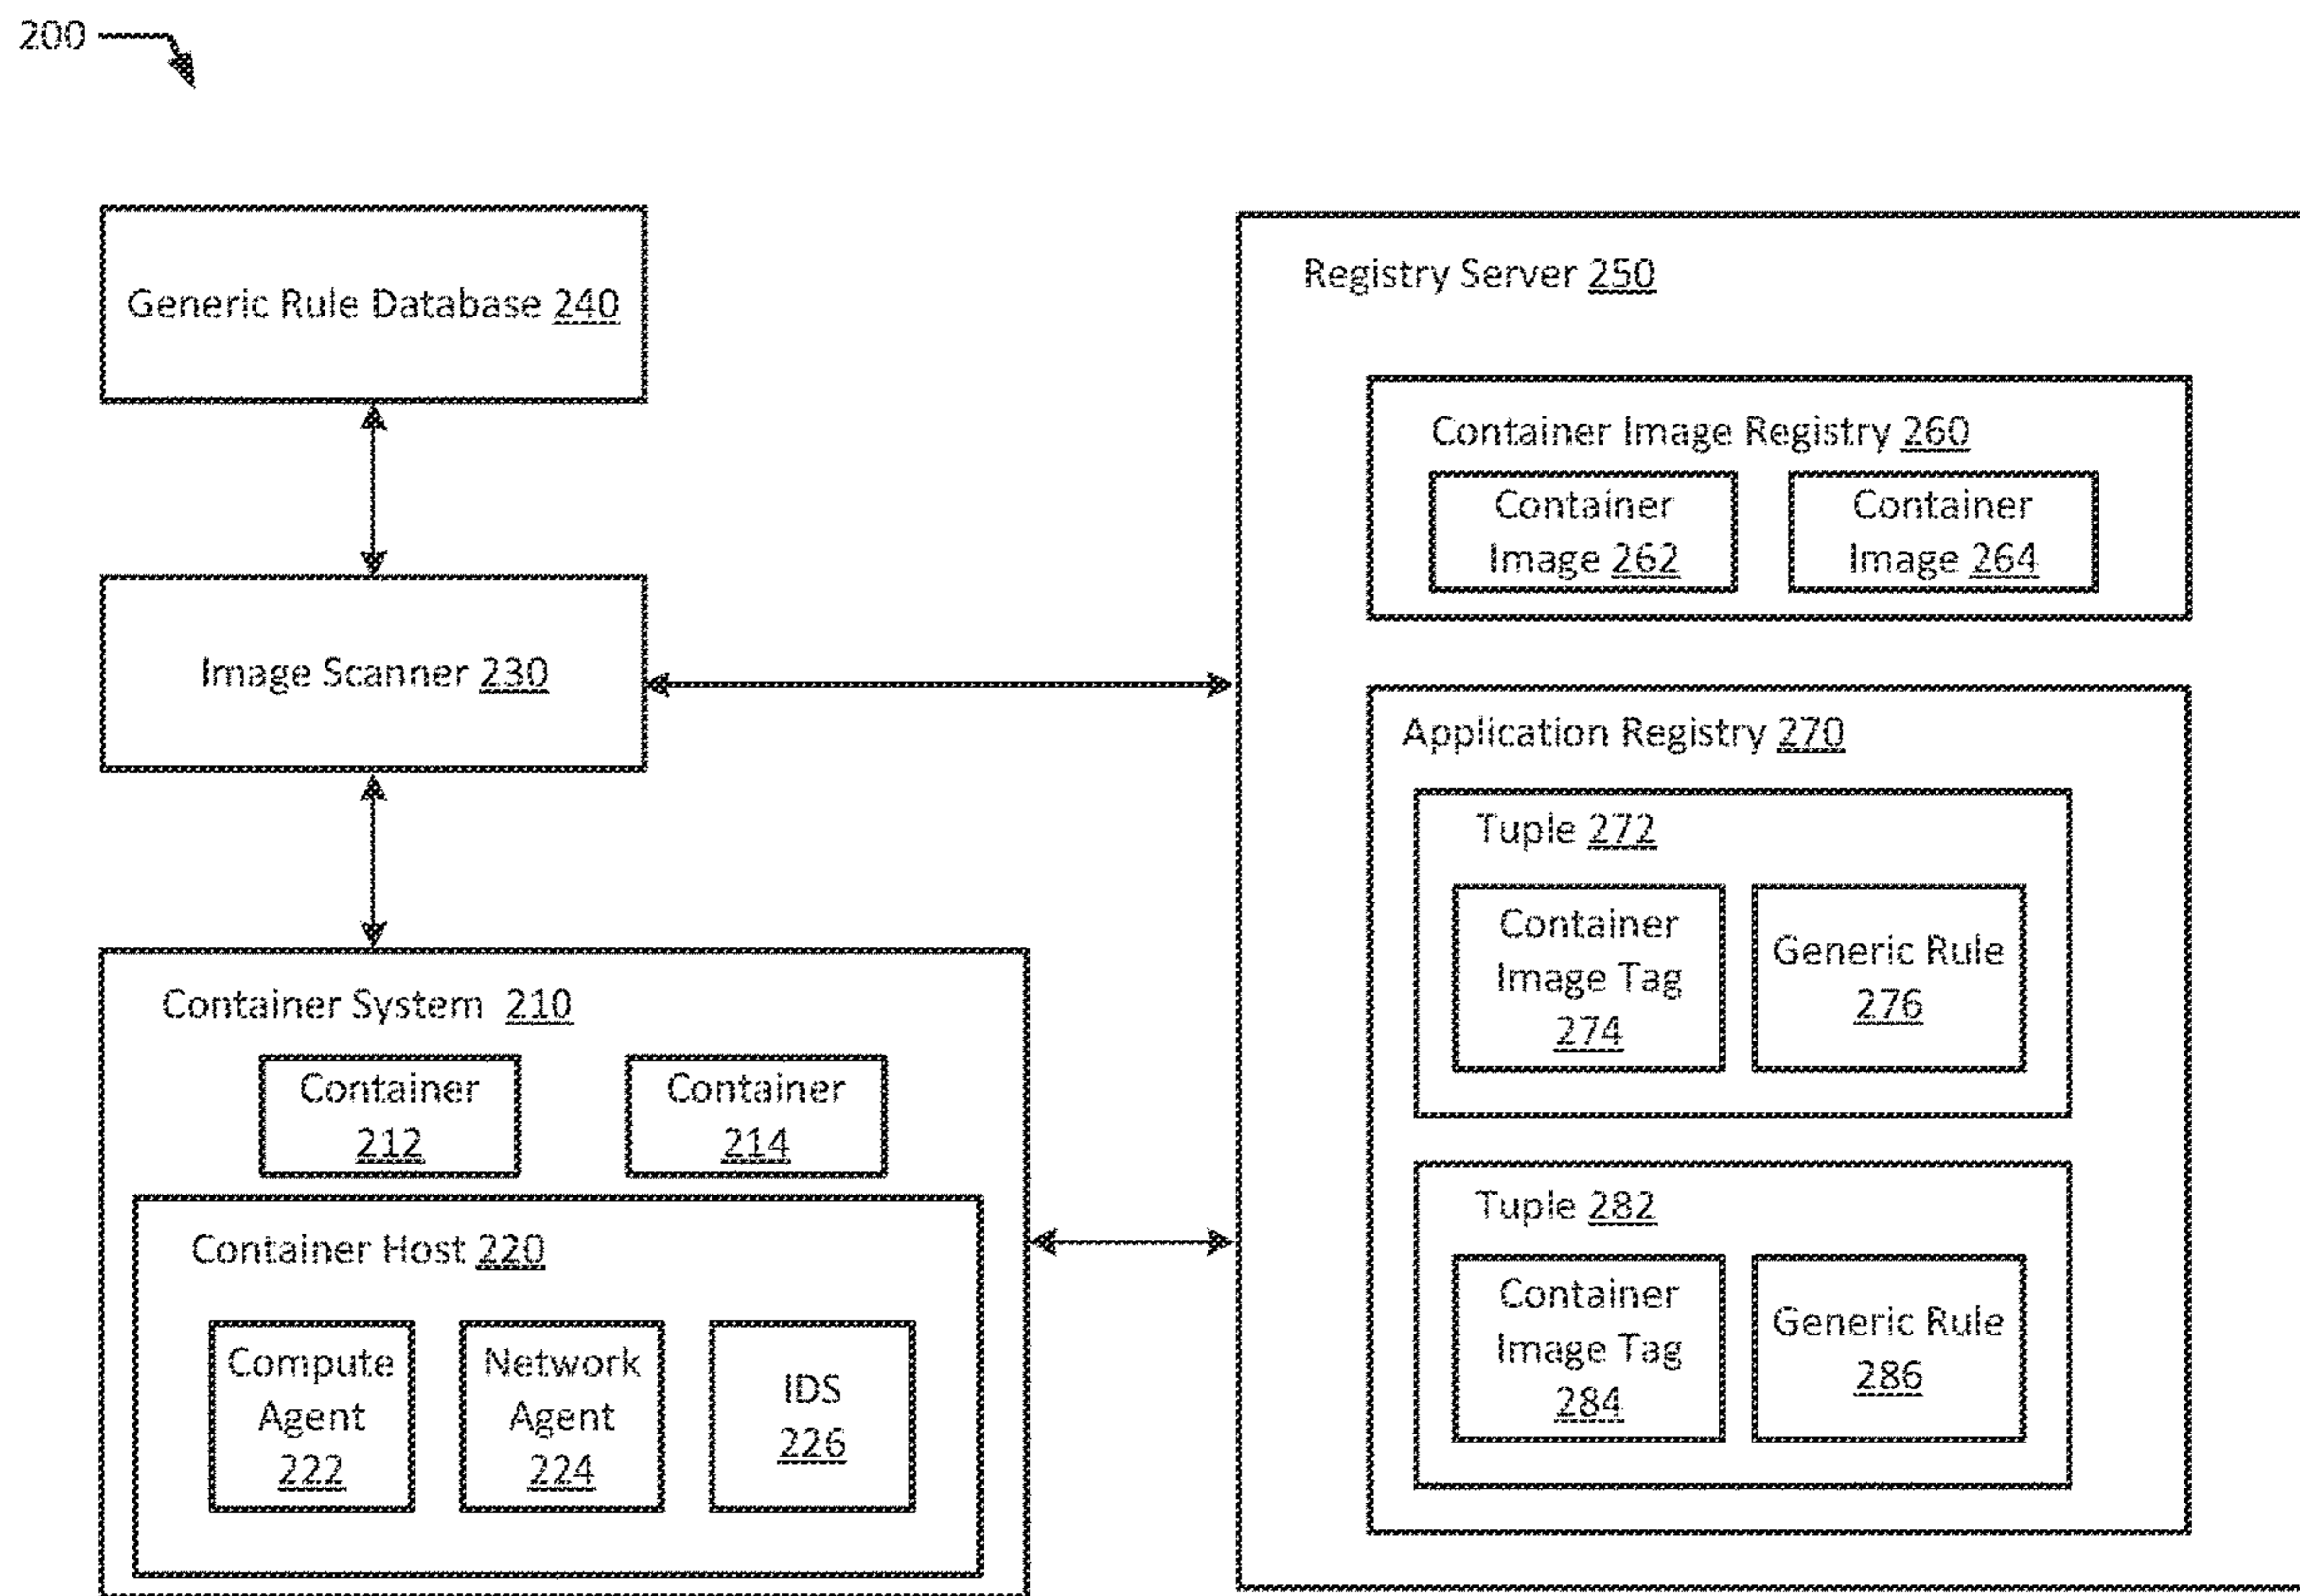 200
Generic Rule Database 240
Image Scanner 230
Container System 210
Container
212
Container
214
Container Host 220
Compute
Agent
222
Network
Agent
224
IDS
226
Registry Server 250
Container Image Registry 260
Container
Image 262
Container
Image 264
Application Registry 270
Tuple 272
Container
Image Tag
274
Generic Rule
276
Tuple 282
Container
Image Tag
284
Generic Rule
286